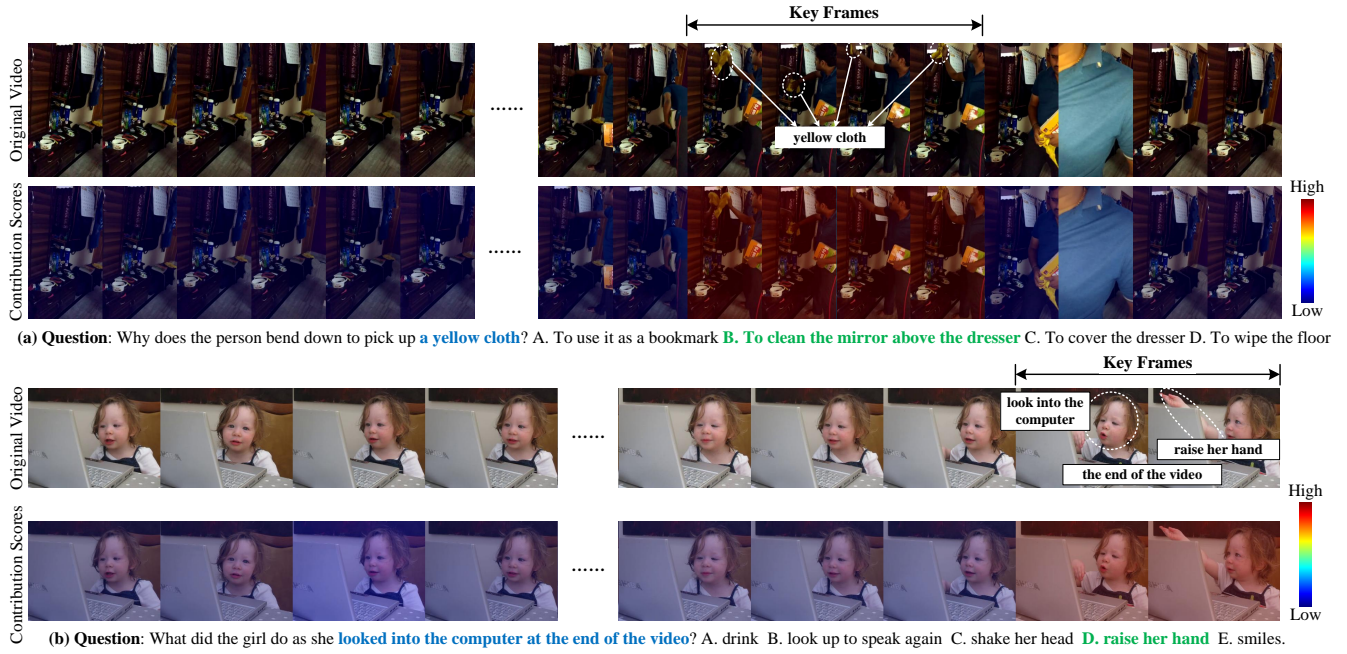 Key Frames
Original Video
......
yellow cloth
Contribution Scores
......
High
Low
(a) Question: Why does the person bend down to pick up a yellow cloth? A. To use it as a bookmark B. To clean the mirror above the dresser C. To cover the dresser D. To wipe the floor
Key Frames
Original Video
......
look into the
computer
raise her hand
the end of the video
Contribution Scores
......
High
Low
(b) Question: What did the girl do as she looked into the computer at the end of the video? A. drink B. look up to speak again C. shake her head D. raise her hand E. smiles.